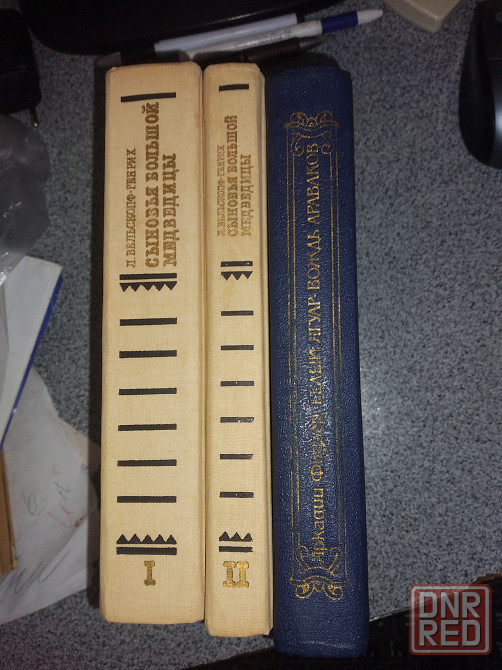 Л. ВЕЛЬСКОПФ-ГЕНРИХ
СЫНОВЬЯ БОЛЬШОЙ
МЕДВЕДИЦЫ
I
Л. ВЕЛЬСКОПФ-ГЕНРИХ
СЫНОВЬЯ БОЛЬШОЙ
МЕДВЕДИЦЫ
II
Аркадий Фидлер БЕЛЫЙ ЯГУАР-ВОЖДЬ АРАВАКОВ
DNR
RED